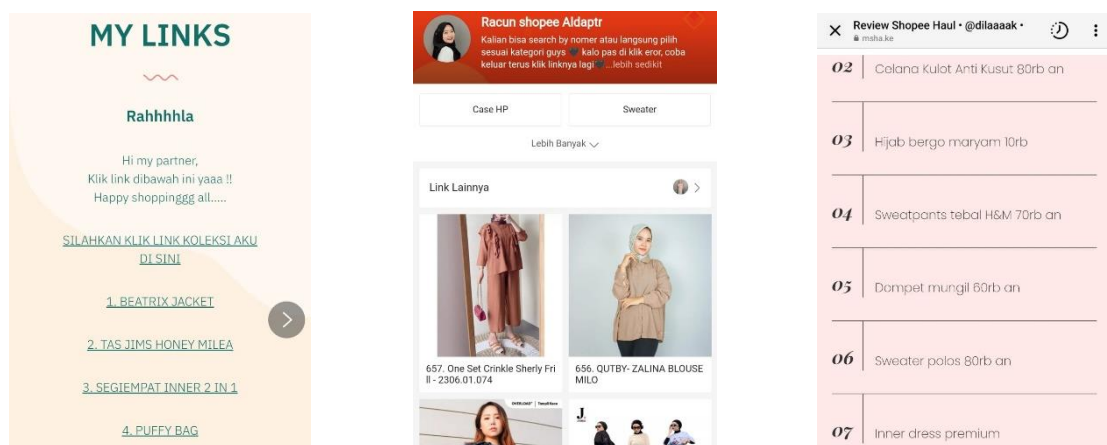 MY LINKS
Rahhhhla
Hi my partner,
Klik link dibawah ini yaaa !!
Happy shoppinggg all.....
SILAHKAN KLIK LINK KOLEKSI AKU
DI SINI
1. BEATRIX JACKET
2. TAS JIMS HONEY MILEA
3. SEGIEMPAT INNER 2 IN 1
4. PUFFY BAG
Racun shopee Aldaptr
Kalian bisa search by nomer atau langsung pilih
sesuai kategori guys 🖤 kalo pas di klik eror, coba
keluar terus klik linknya lagi🖤...lebih sedikit
Case HP
Sweater
Lebih Banyak
Link Lainnya
657. One Set Crinkle Sherly Fri
ll - 2306.01.074
656. QUTBY- ZALINA BLOUSE
MILO
J.
Review Shopee Haul • @dilaaaak •
msha.ke
02 Celana Kulot Anti Kusut 80rb an
03 Hijab bergo maryam 10rb
04 Sweatpants tebal H&M 70rb an
05 Dompet mungil 60rb an
06 Sweater polos 80rb an
07 Inner dress premium